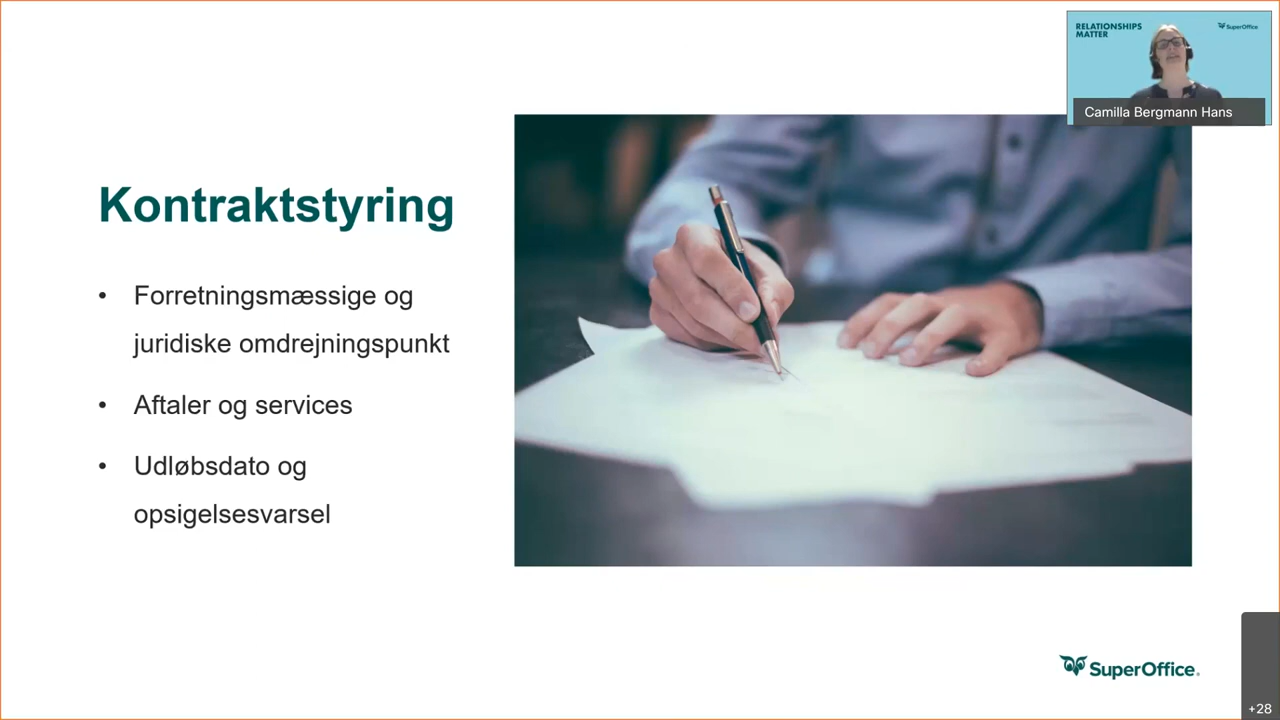 RELATIONSHIPS
MATTER
SuperOffice
Camilla Bergmann Hans
Kontraktstyring
• Forretningsmæssige og
juridiske omdrejningspunkt
• Aftaler og services
• Udløbsdato og
opsigelsesvarsel
SuperOffice.
+28